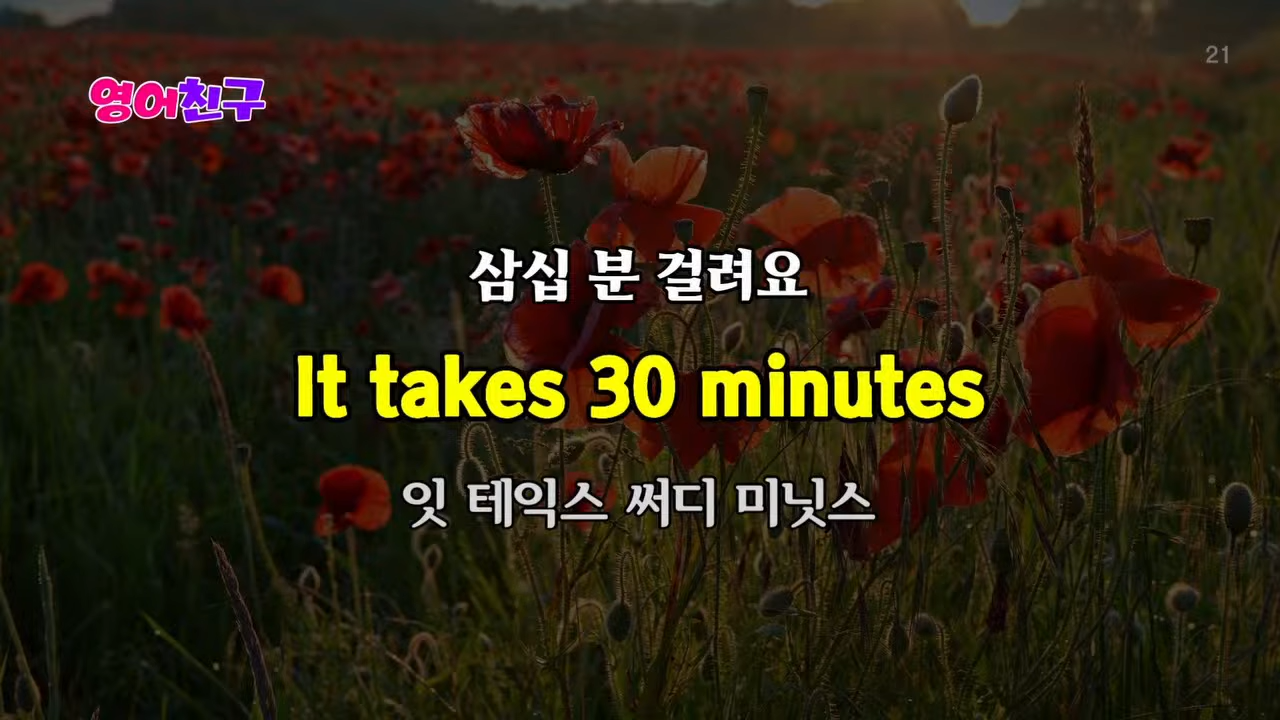 21
영어친구
삼십 분 걸려요
It takes 30 minutes
잇 테익스 써디 미닛스